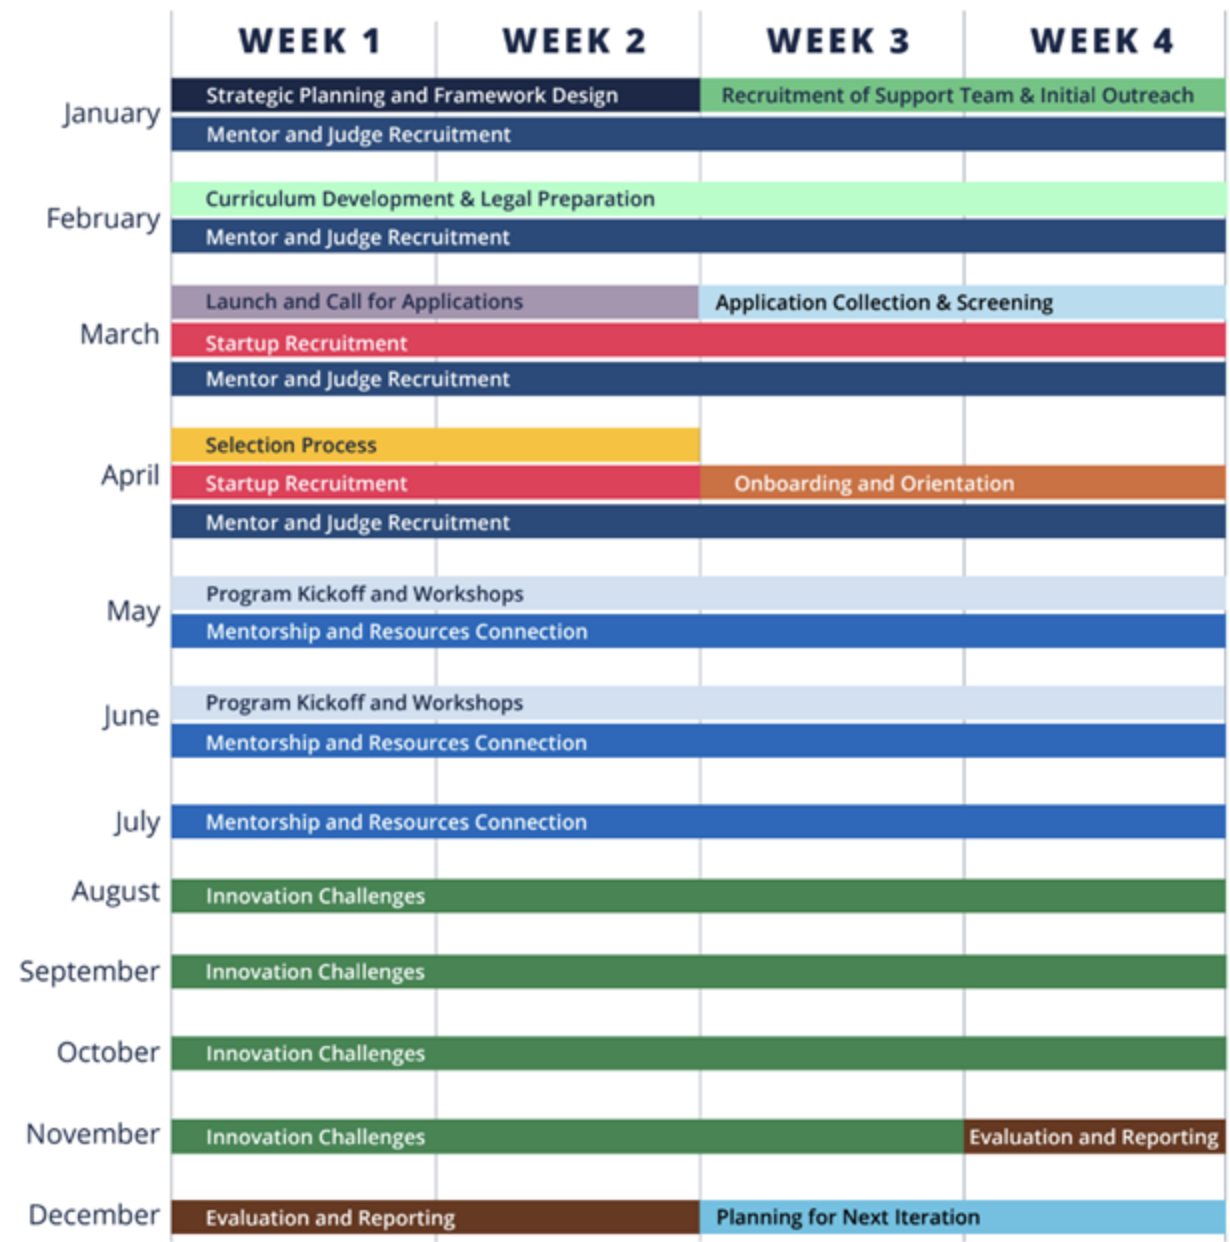 WEEK 1 WEEK 2 WEEK 3 WEEK 4
January
Strategic Planning and Framework Design
Recruitment of Support Team & Initial Outreach
Mentor and Judge Recruitment
February
Curriculum Development & Legal Preparation
Mentor and Judge Recruitment
March
Launch and Call for Applications
Application Collection & Screening
Startup Recruitment
Mentor and Judge Recruitment
April
Selection Process
Startup Recruitment
Onboarding and Orientation
Mentor and Judge Recruitment
May
Program Kickoff and Workshops
Mentorship and Resources Connection
June
Program Kickoff and Workshops
Mentorship and Resources Connection
July
Mentorship and Resources Connection
August
Innovation Challenges
September
Innovation Challenges
October
Innovation Challenges
November
Innovation Challenges
Evaluation and Reporting
December
Evaluation and Reporting
Planning for Next Iteration